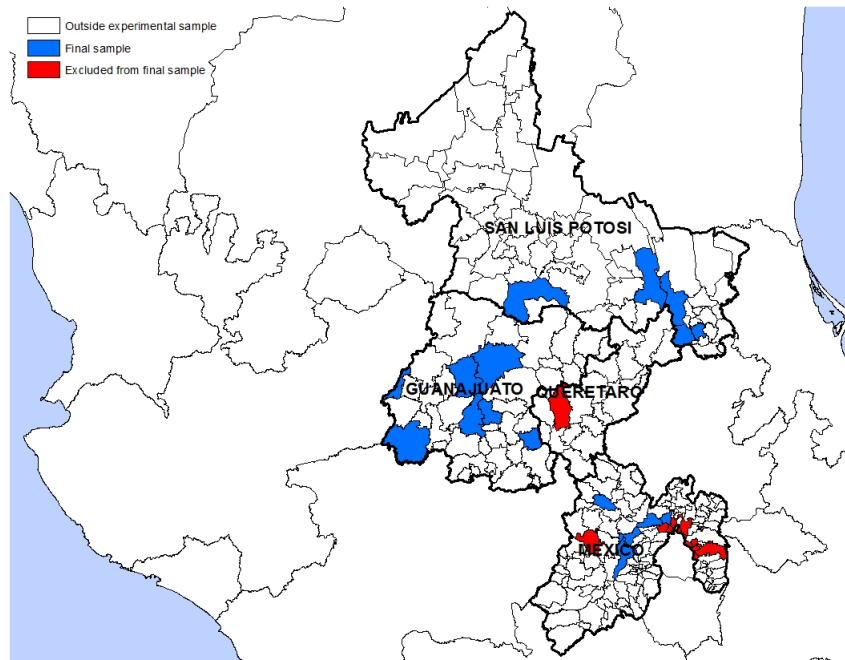 Outside experimental sample
Final sample
Excluded from final sample
SAN LUIS POTOSI
GUANAJUATO
QUERETARO
MEXICO